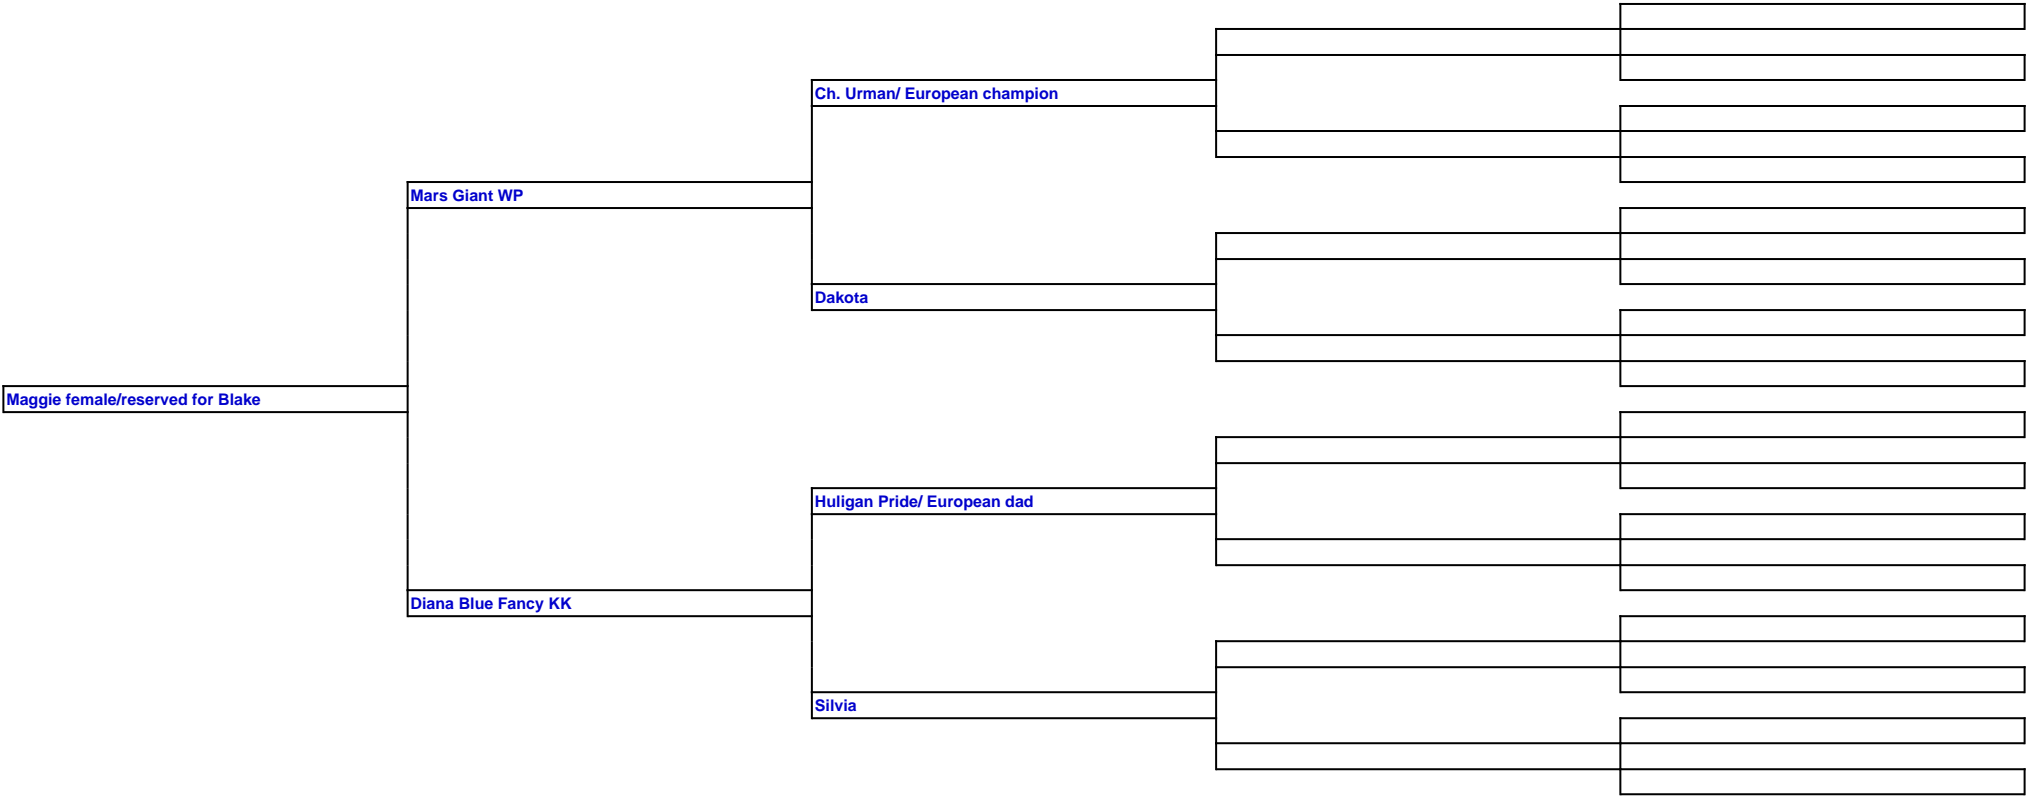 Ch. Urman/ European champion
Mars Giant WP
Dakota
Maggie female/reserved for Blake
Huligan Pride/ European dad
Diana Blue Fancy KK
Silvia